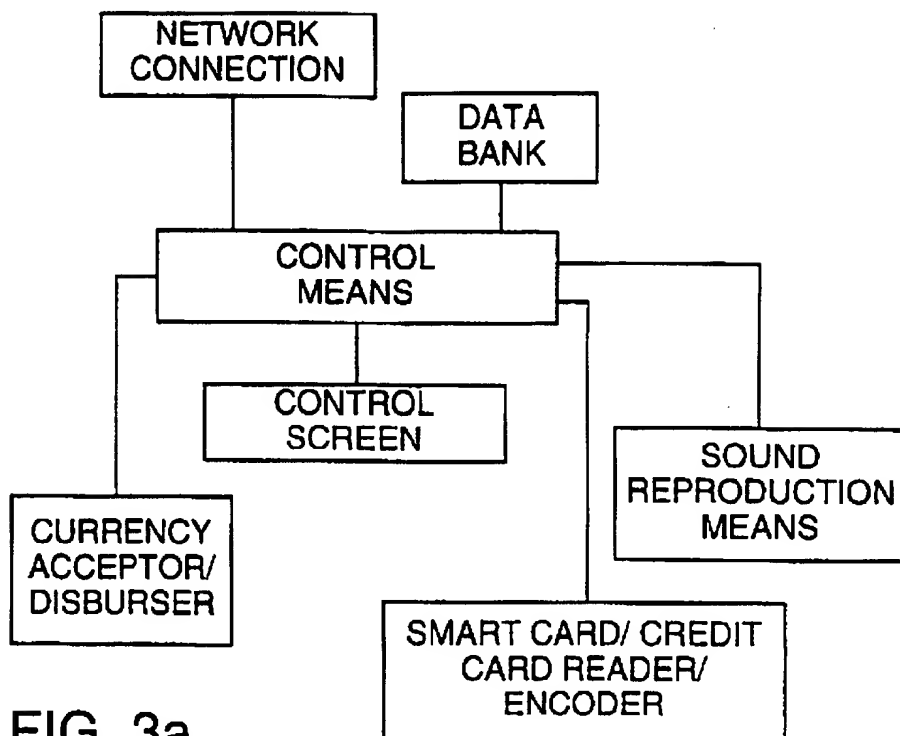 NETWORK
CONNECTION
DATA
BANK
CONTROL
MEANS
CONTROL
SCREEN
SOUND
REPRODUCTION
MEANS
CURRENCY
ACCEPTOR/
DISBURSER
SMART CARD/ CREDIT
CARD READER/
ENCODER
FIG. 3a